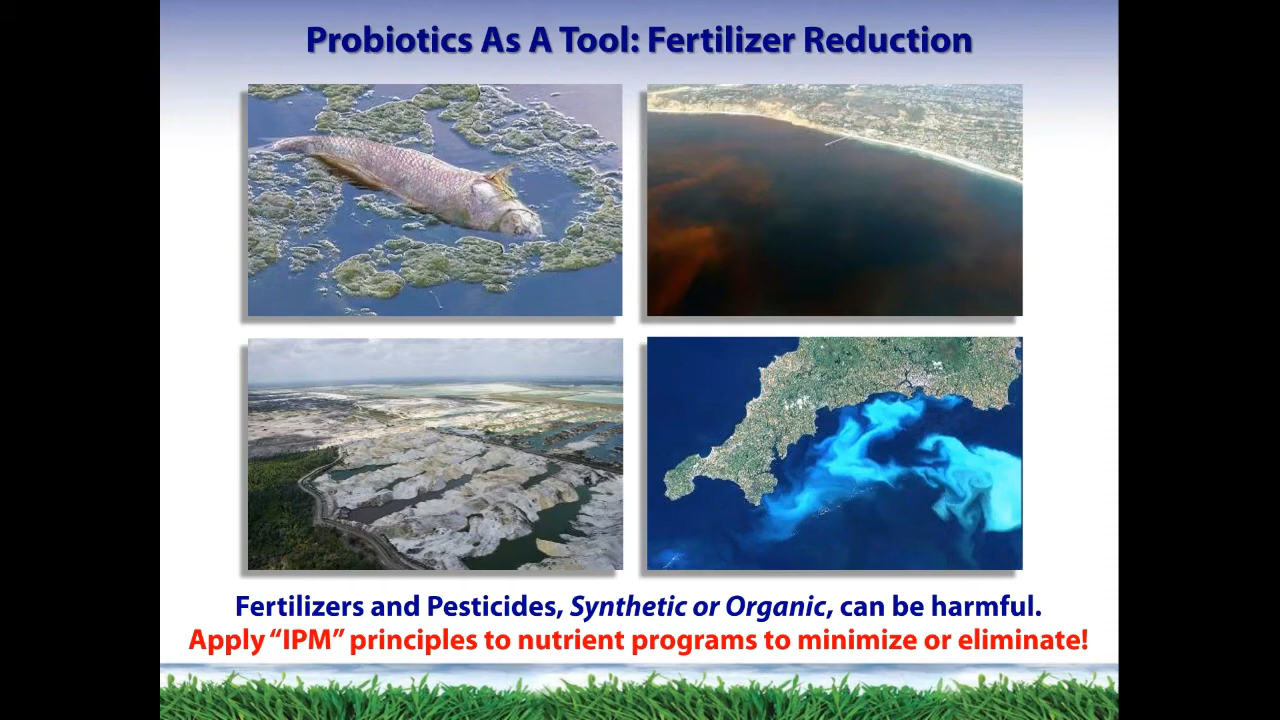 Probiotics As A Tool: Fertilizer Reduction
Fertilizers and Pesticides, Synthetic or Organic, can be harmful.
Apply “IPM” principles to nutrient programs to minimize or eliminate!